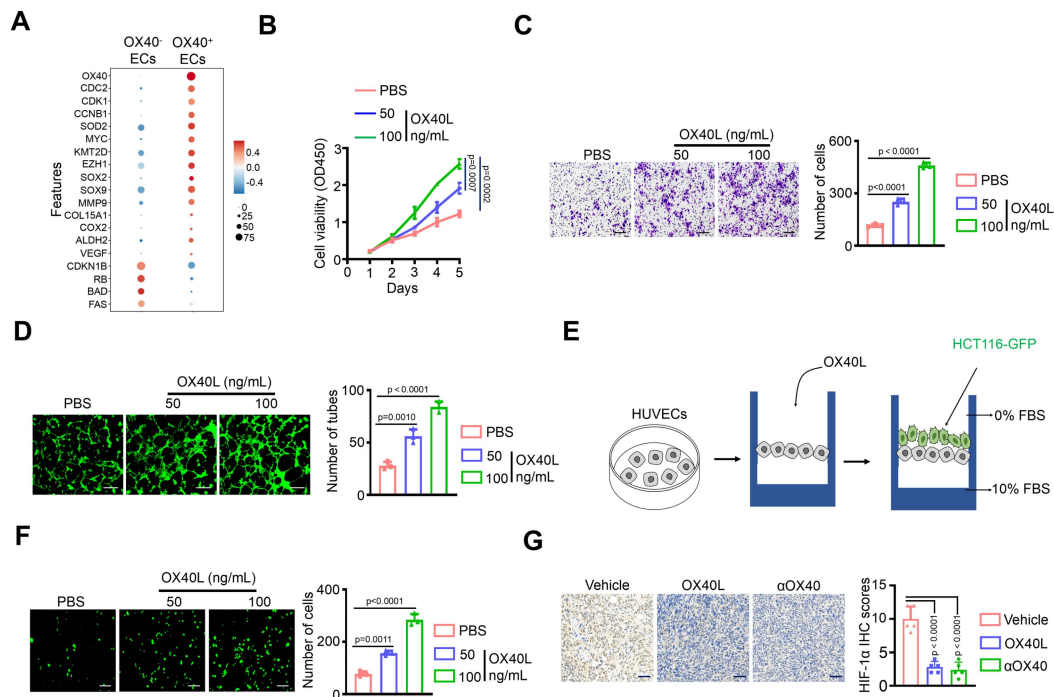 A
OX40- ECs
OX40+ ECs
Features
OX40
CDC2
CDK1
CCNB1
SOD2
MYC
KMT2D
EZH1
SOX2
SOX9
MMP9
COL15A1
COX2
ALDH2
VEGF
CDKN1B
RB
BAD
FAS
0.4
0.0
-0.4
0
25
50
75
B
PBS
50
100
OX40L
ng/mL
Cell viability (OD450)
3
2
1
0
0 1 2 3 4 5
Days
p=0.0007
p=0.0002
C
OX40L (ng/mL)
PBS
50
100
Number of cells
600
300
0
p < 0.0001
p<0.0001
PBS
50
100
OX40L
ng/mL
D
OX40L (ng/mL)
PBS
50
100
Number of tubes
100
50
0
p < 0.0001
p=0.0010
PBS
50
100
OX40L
ng/mL
E
HUVECs
OX40L
HCT116-GFP
0% FBS
10% FBS
F
OX40L (ng/mL)
PBS
50
100
Number of cells
400
200
0
p<0.0001
p=0.0011
PBS
50
100
OX40L
ng/mL
G
Vehicle
OX40L
αOX40
HIF-1α IHC scores
15
10
5
0
p < 0.0001
p < 0.0001
Vehicle
OX40L
αOX40